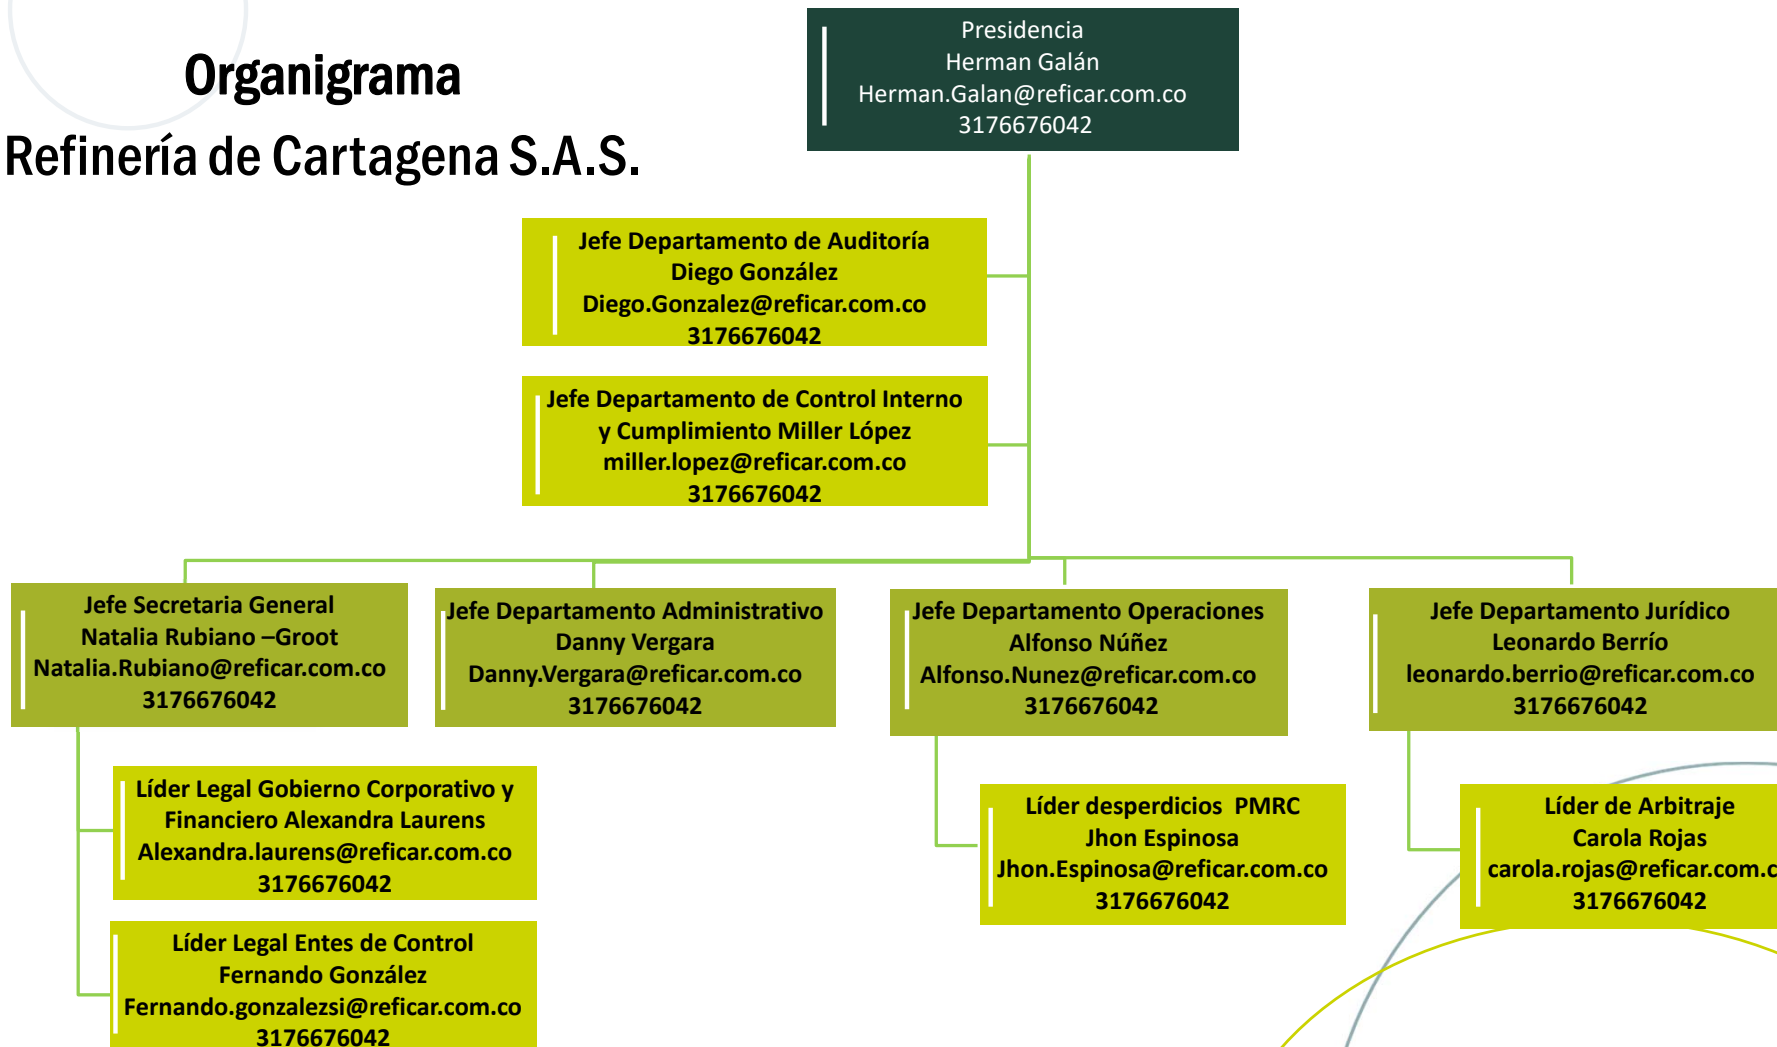 Organigrama
Refinería de Cartagena S.A.S.
Presidencia
Herman Galán
Herman.Galan@reficar.com.co
3176676042
Jefe Departamento de Auditoría
Diego González
Diego.Gonzalez@reficar.com.co
3176676042
Jefe Departamento de Control Interno
y Cumplimiento Miller López
miller.lopez@reficar.com.co
3176676042
Jefe Secretaria General
Natalia Rubiano –Groot
Natalia.Rubiano@reficar.com.co
3176676042
Jefe Departamento Administrativo
Danny Vergara
Danny.Vergara@reficar.com.co
3176676042
Jefe Departamento Operaciones
Alfonso Núñez
Alfonso.Nunez@reficar.com.co
3176676042
Jefe Departamento Jurídico
Leonardo Berrío
leonardo.berrio@reficar.com.co
3176676042
Líder Legal Gobierno Corporativo y
Financiero Alexandra Laurens
Alexandra.laurens@reficar.com.co
3176676042
Líder Legal Entes de Control
Fernando González
Fernando.gonzalezsi@reficar.com.co
3176676042
Líder desperdicios  PMRC
Jhon Espinosa
Jhon.Espinosa@reficar.com.co
3176676042
Líder de Arbitraje
Carola Rojas
carola.rojas@reficar.com.c
3176676042